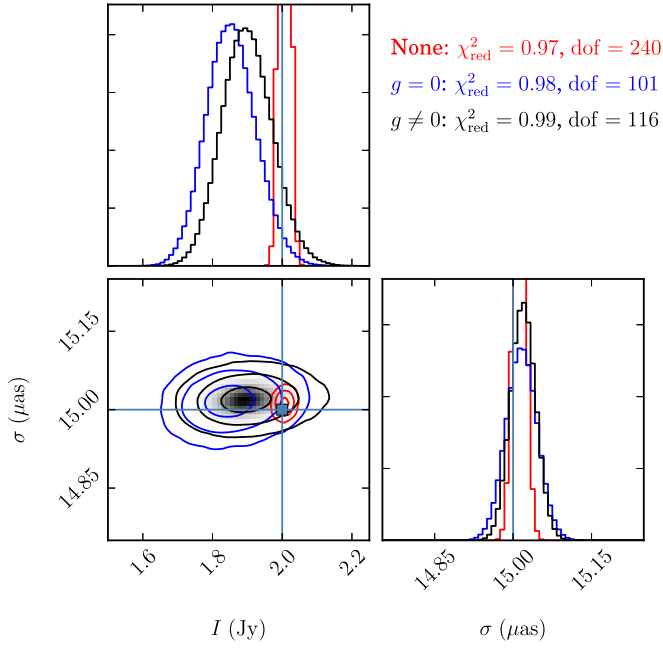 None: χ²red = 0.97, dof = 240
g = 0: χ²red = 0.98, dof = 101
g ≠ 0: χ²red = 0.99, dof = 116
15.15
15.00
14.85
σ (μas)
1.6 1.8 2.0 2.2
I (Jy)
14.85 15.00 15.15
σ (μas)